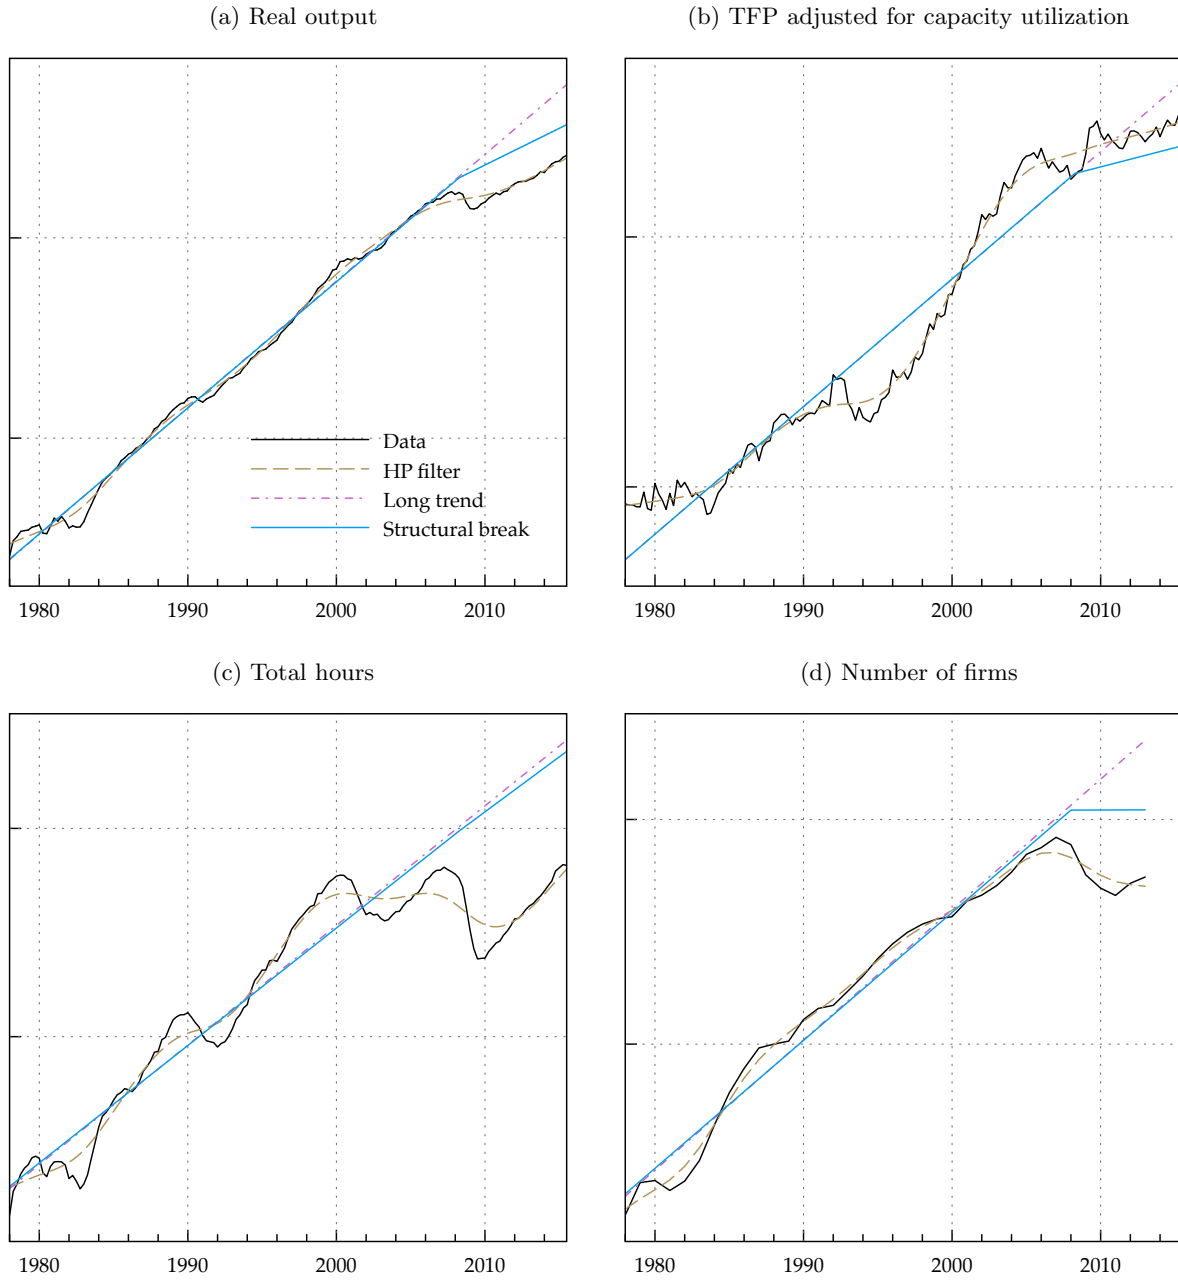 (a) Real output
(b) TFP adjusted for capacity utilization
Data
HP filter
Long trend
Structural break
1980 1990 2000 2010
1980 1990 2000 2010
(c) Total hours
(d) Number of firms
1980 1990 2000 2010
1980 1990 2000 2010